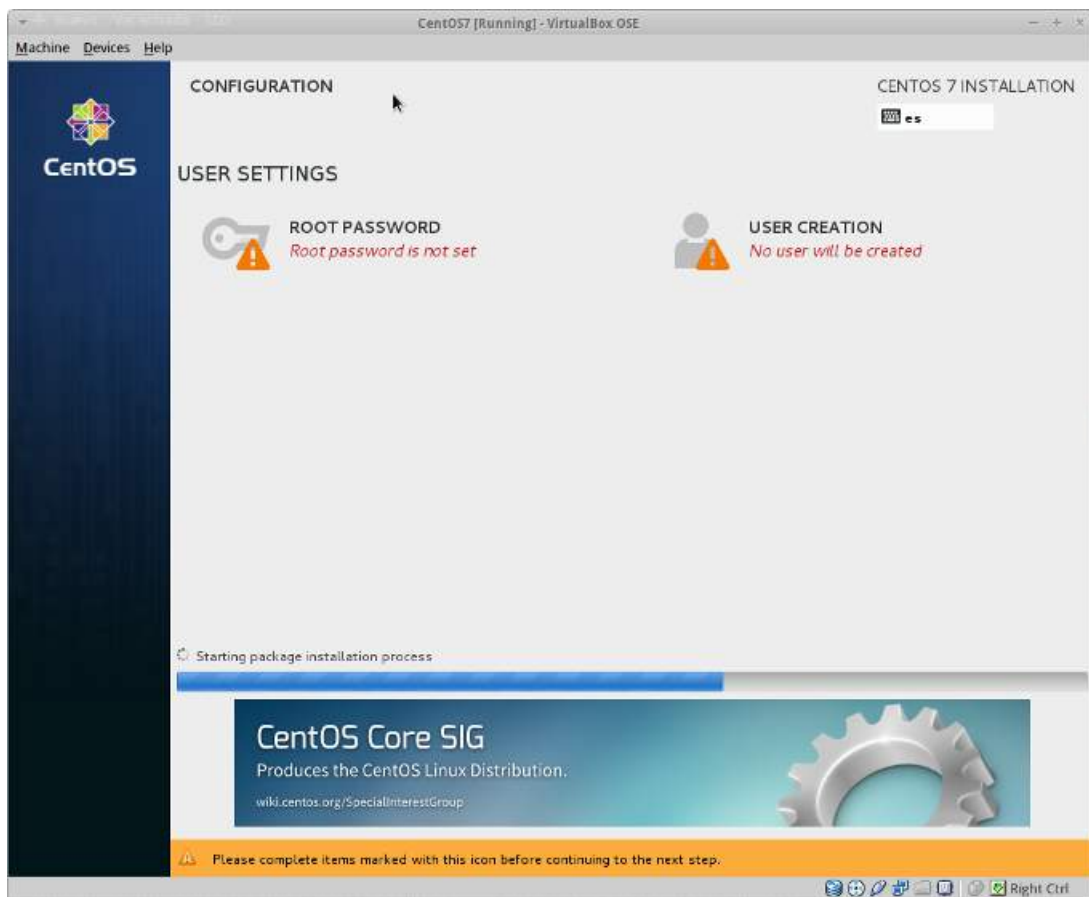 CentOS7 [Running] - VirtualBox OSE
Machine Devices Help
CONFIGURATION
CENTOS 7 INSTALLATION
es
CentOS
USER SETTINGS
ROOT PASSWORD
Root password is not set
USER CREATION
No user will be created
Starting package installation process
CentOS Core SIG
Produces the CentOS Linux Distribution.
wiki.centos.org/SpecialInterestGroup
Please complete items marked with this icon before continuing to the next step.
Right Ctrl